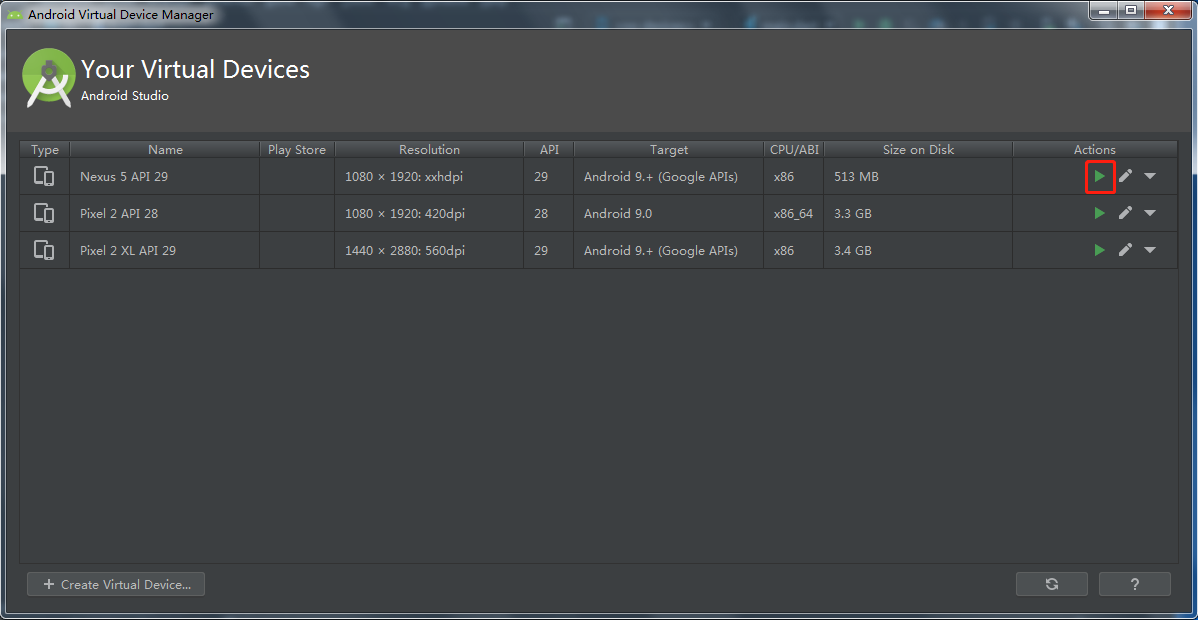 Android Virtual Device Manager
Your Virtual Devices
Android Studio
Type Name Play Store Resolution API Target CPU/ABI Size on Disk Actions
Nexus 5 API 29 1080 × 1920: xxhdpi 29 Android 9.+ (Google APIs) x86 513 MB
Pixel 2 API 28 1080 × 1920: 420dpi 28 Android 9.0 x86_64 3.3 GB
Pixel 2 XL API 29 1440 × 2880: 560dpi 29 Android 9.+ (Google APIs) x86 3.4 GB
+ Create Virtual Device... ?